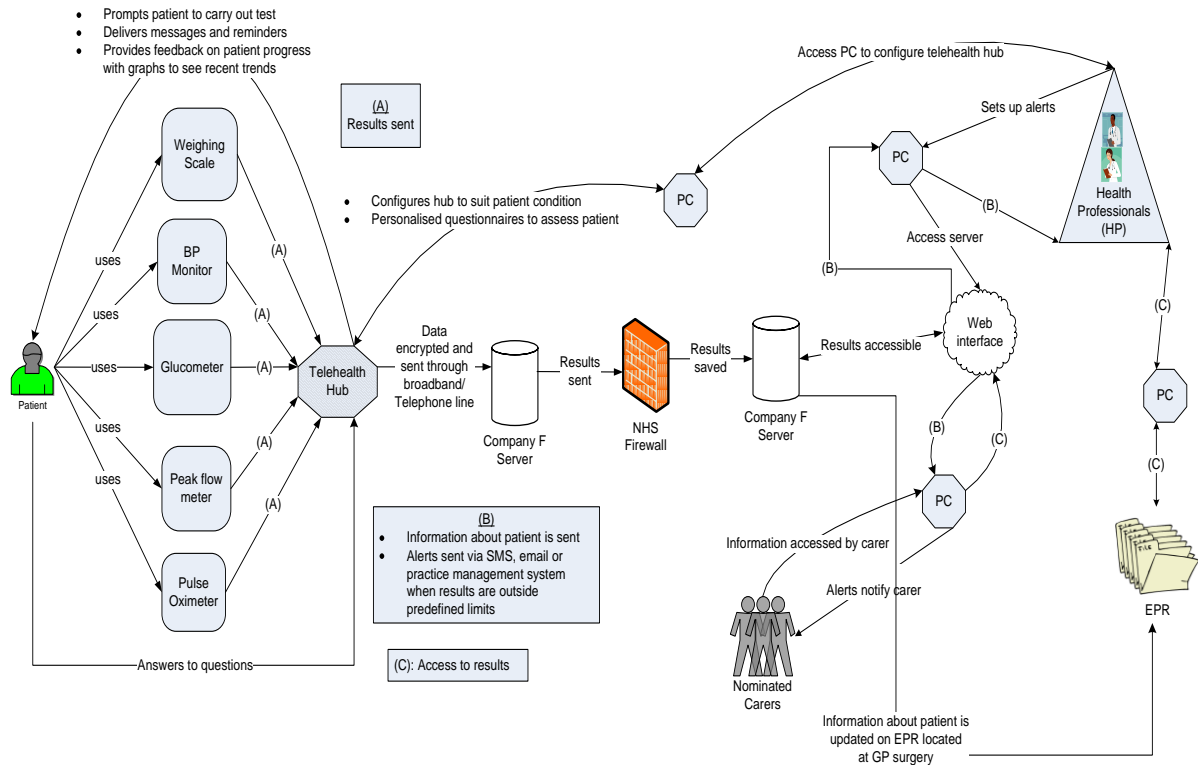 • Prompts patient to carry out test
• Delivers messages and reminders
• Provides feedback on patient progress
with graphs to see recent trends
Access PC to configure telehealth hub
(A)
Results sent
Weighing
Scale
Sets up alerts
PC
Health
Professionals
(HP)
• Configures hub to suit patient condition
• Personalised questionnaires to assess patient
PC
(A)
(B)
Access server
uses
BP
Monitor
(A)
(B)
(C)
uses
Web
interface
Data
encrypted and
sent through
broadband/
Telephone line
Results
sent
Results
saved
Results accessible
uses
Glucometer
(A)
Telehealth
Hub
Patient
Company F
Server
NHS
Firewall
Company F
Server
PC
uses
(A)
(B)
(C)
(C)
uses
Peak flow
meter
(A)
PC
(B)
• Information about patient is sent
• Alerts sent via SMS, email or
practice management system
when results are outside
predefined limits
Information accessed by carer
Pulse
Oximeter
Alerts notify carer
EPR
Answers to questions
(C): Access to results
Nominated
Carers
Information about patient is
updated on EPR located
at GP surgery